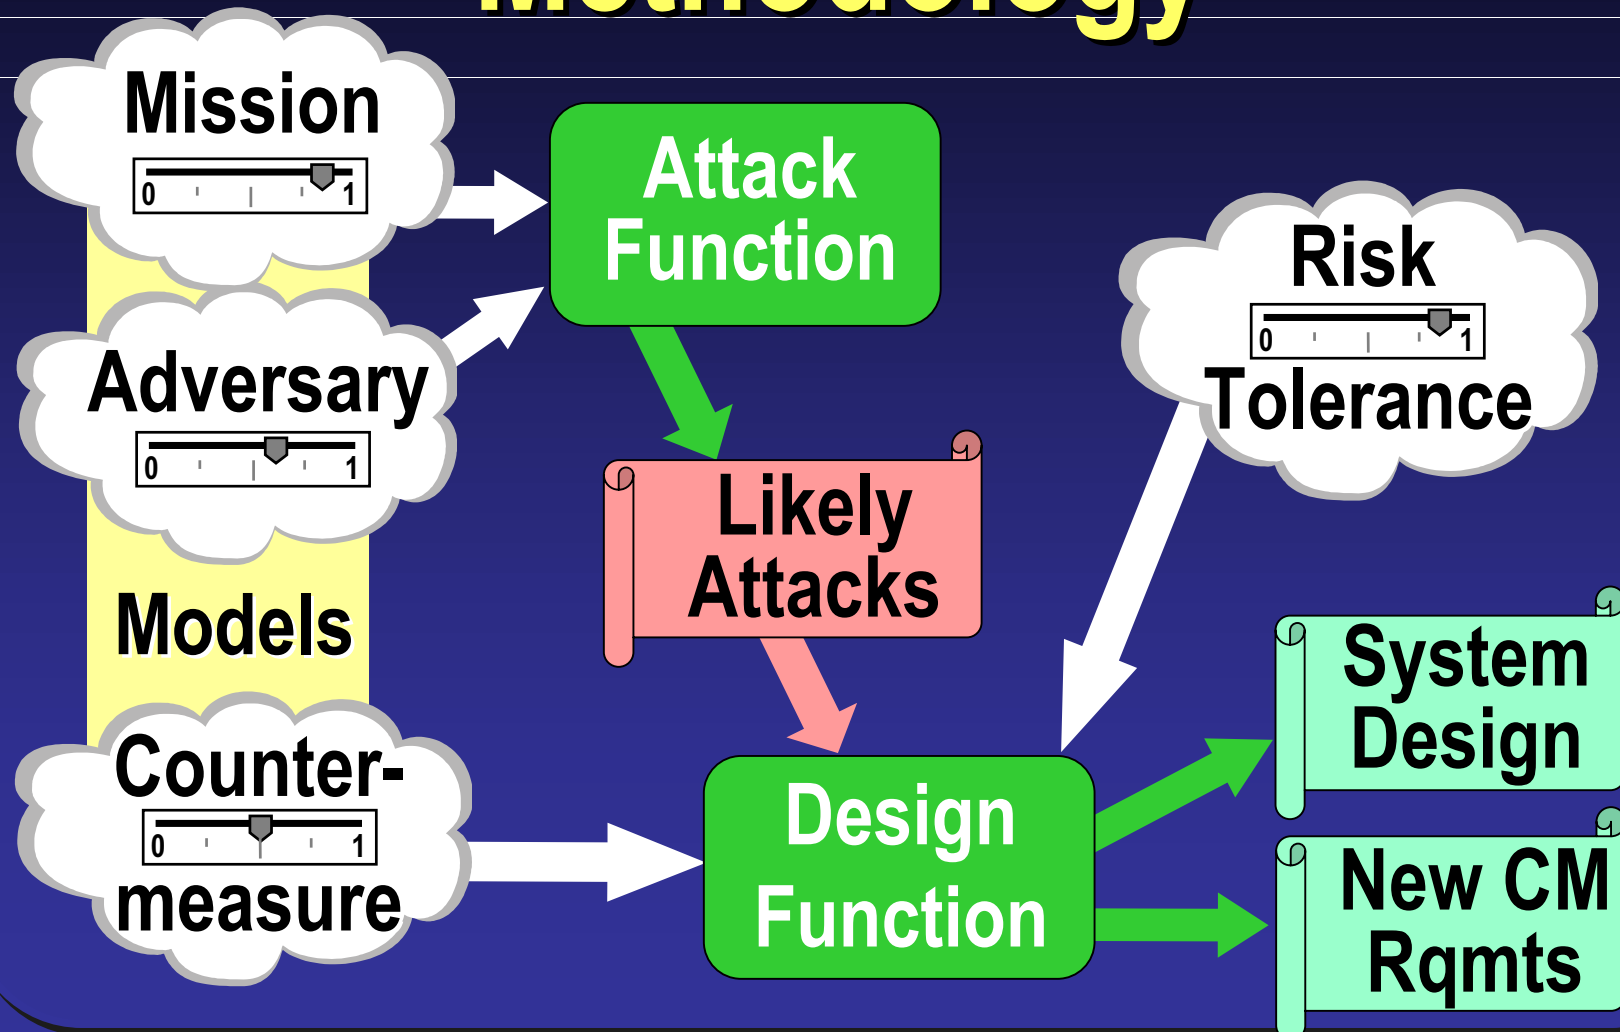 Methodology
Mission
0 1
Attack
Function
Adversary
0 1
Risk
0 1
Tolerance
Likely
Attacks
Models
Counter-
0 1
measure
Design
Function
System
Design
New CM
Rqmts